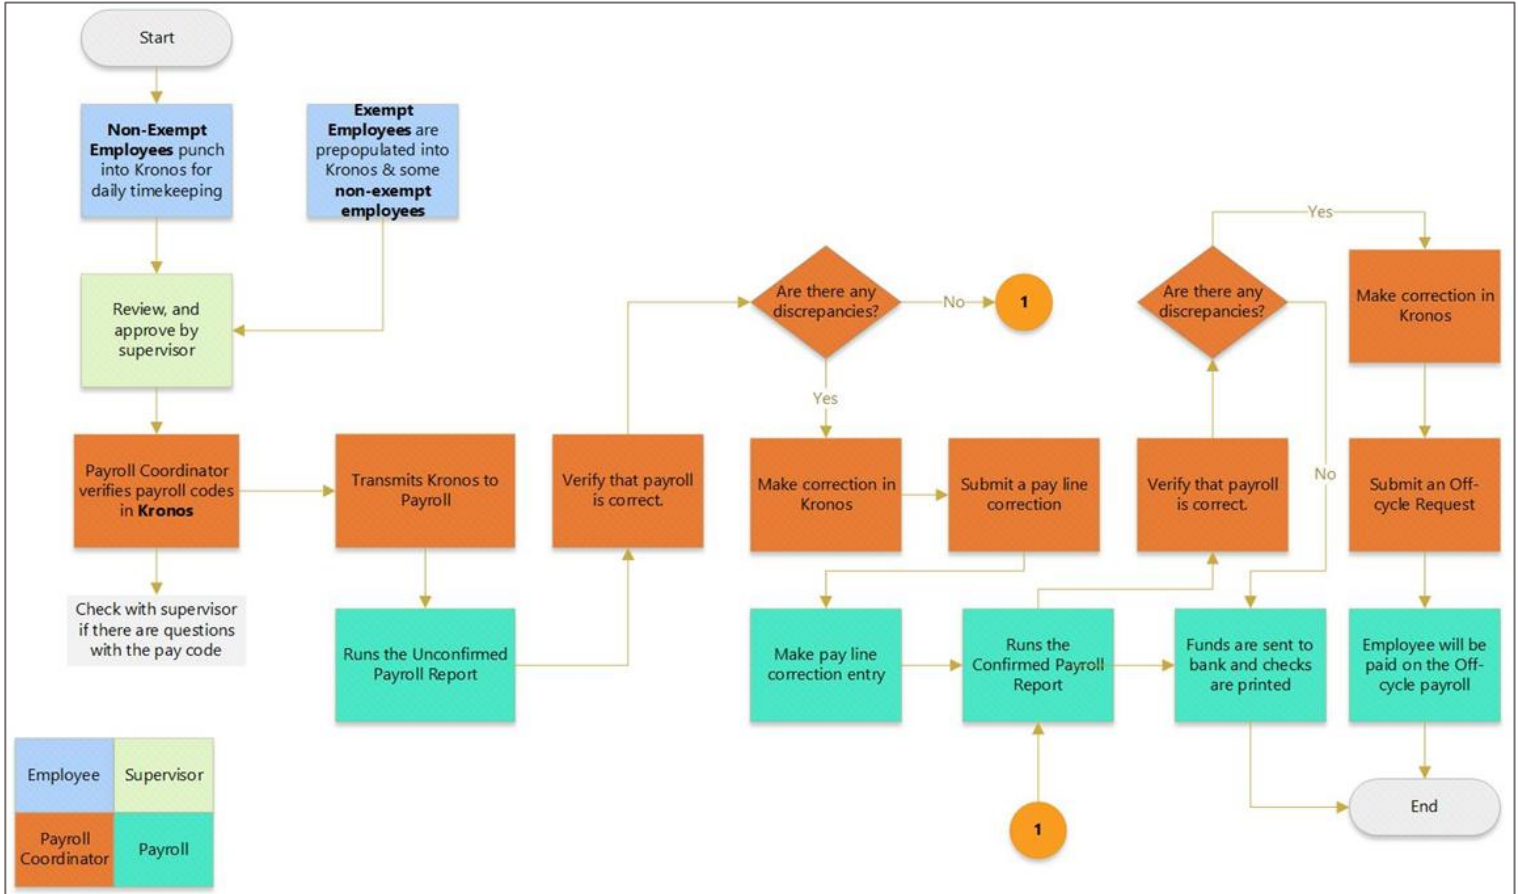 Start
Non-Exempt
Employees punch
into Kronos for
daily timekeeping
Exempt
Employees are
prepopulated into
Kronos & some
non-exempt
employees
Review, and
approve by
supervisor
Payroll Coordinator
verifies payroll codes
in Kronos
Check with supervisor
if there are questions
with the pay code
Transmits Kronos to
Payroll
Runs the Unconfirmed
Payroll Report
Verify that payroll
is correct.
Are there any
discrepancies?
No
1
Yes
Make correction in
Kronos
Submit a pay line
correction
Make pay line
correction entry
Runs the
Confirmed Payroll
Report
1
Verify that payroll
is correct.
Are there any
discrepancies?
Yes
No
Funds are sent to
bank and checks
are printed
Make correction in
Kronos
Submit an Off-
cycle Request
Employee will be
paid on the Off-
cycle payroll
End
Employee
Supervisor
Payroll
Coordinator
Payroll